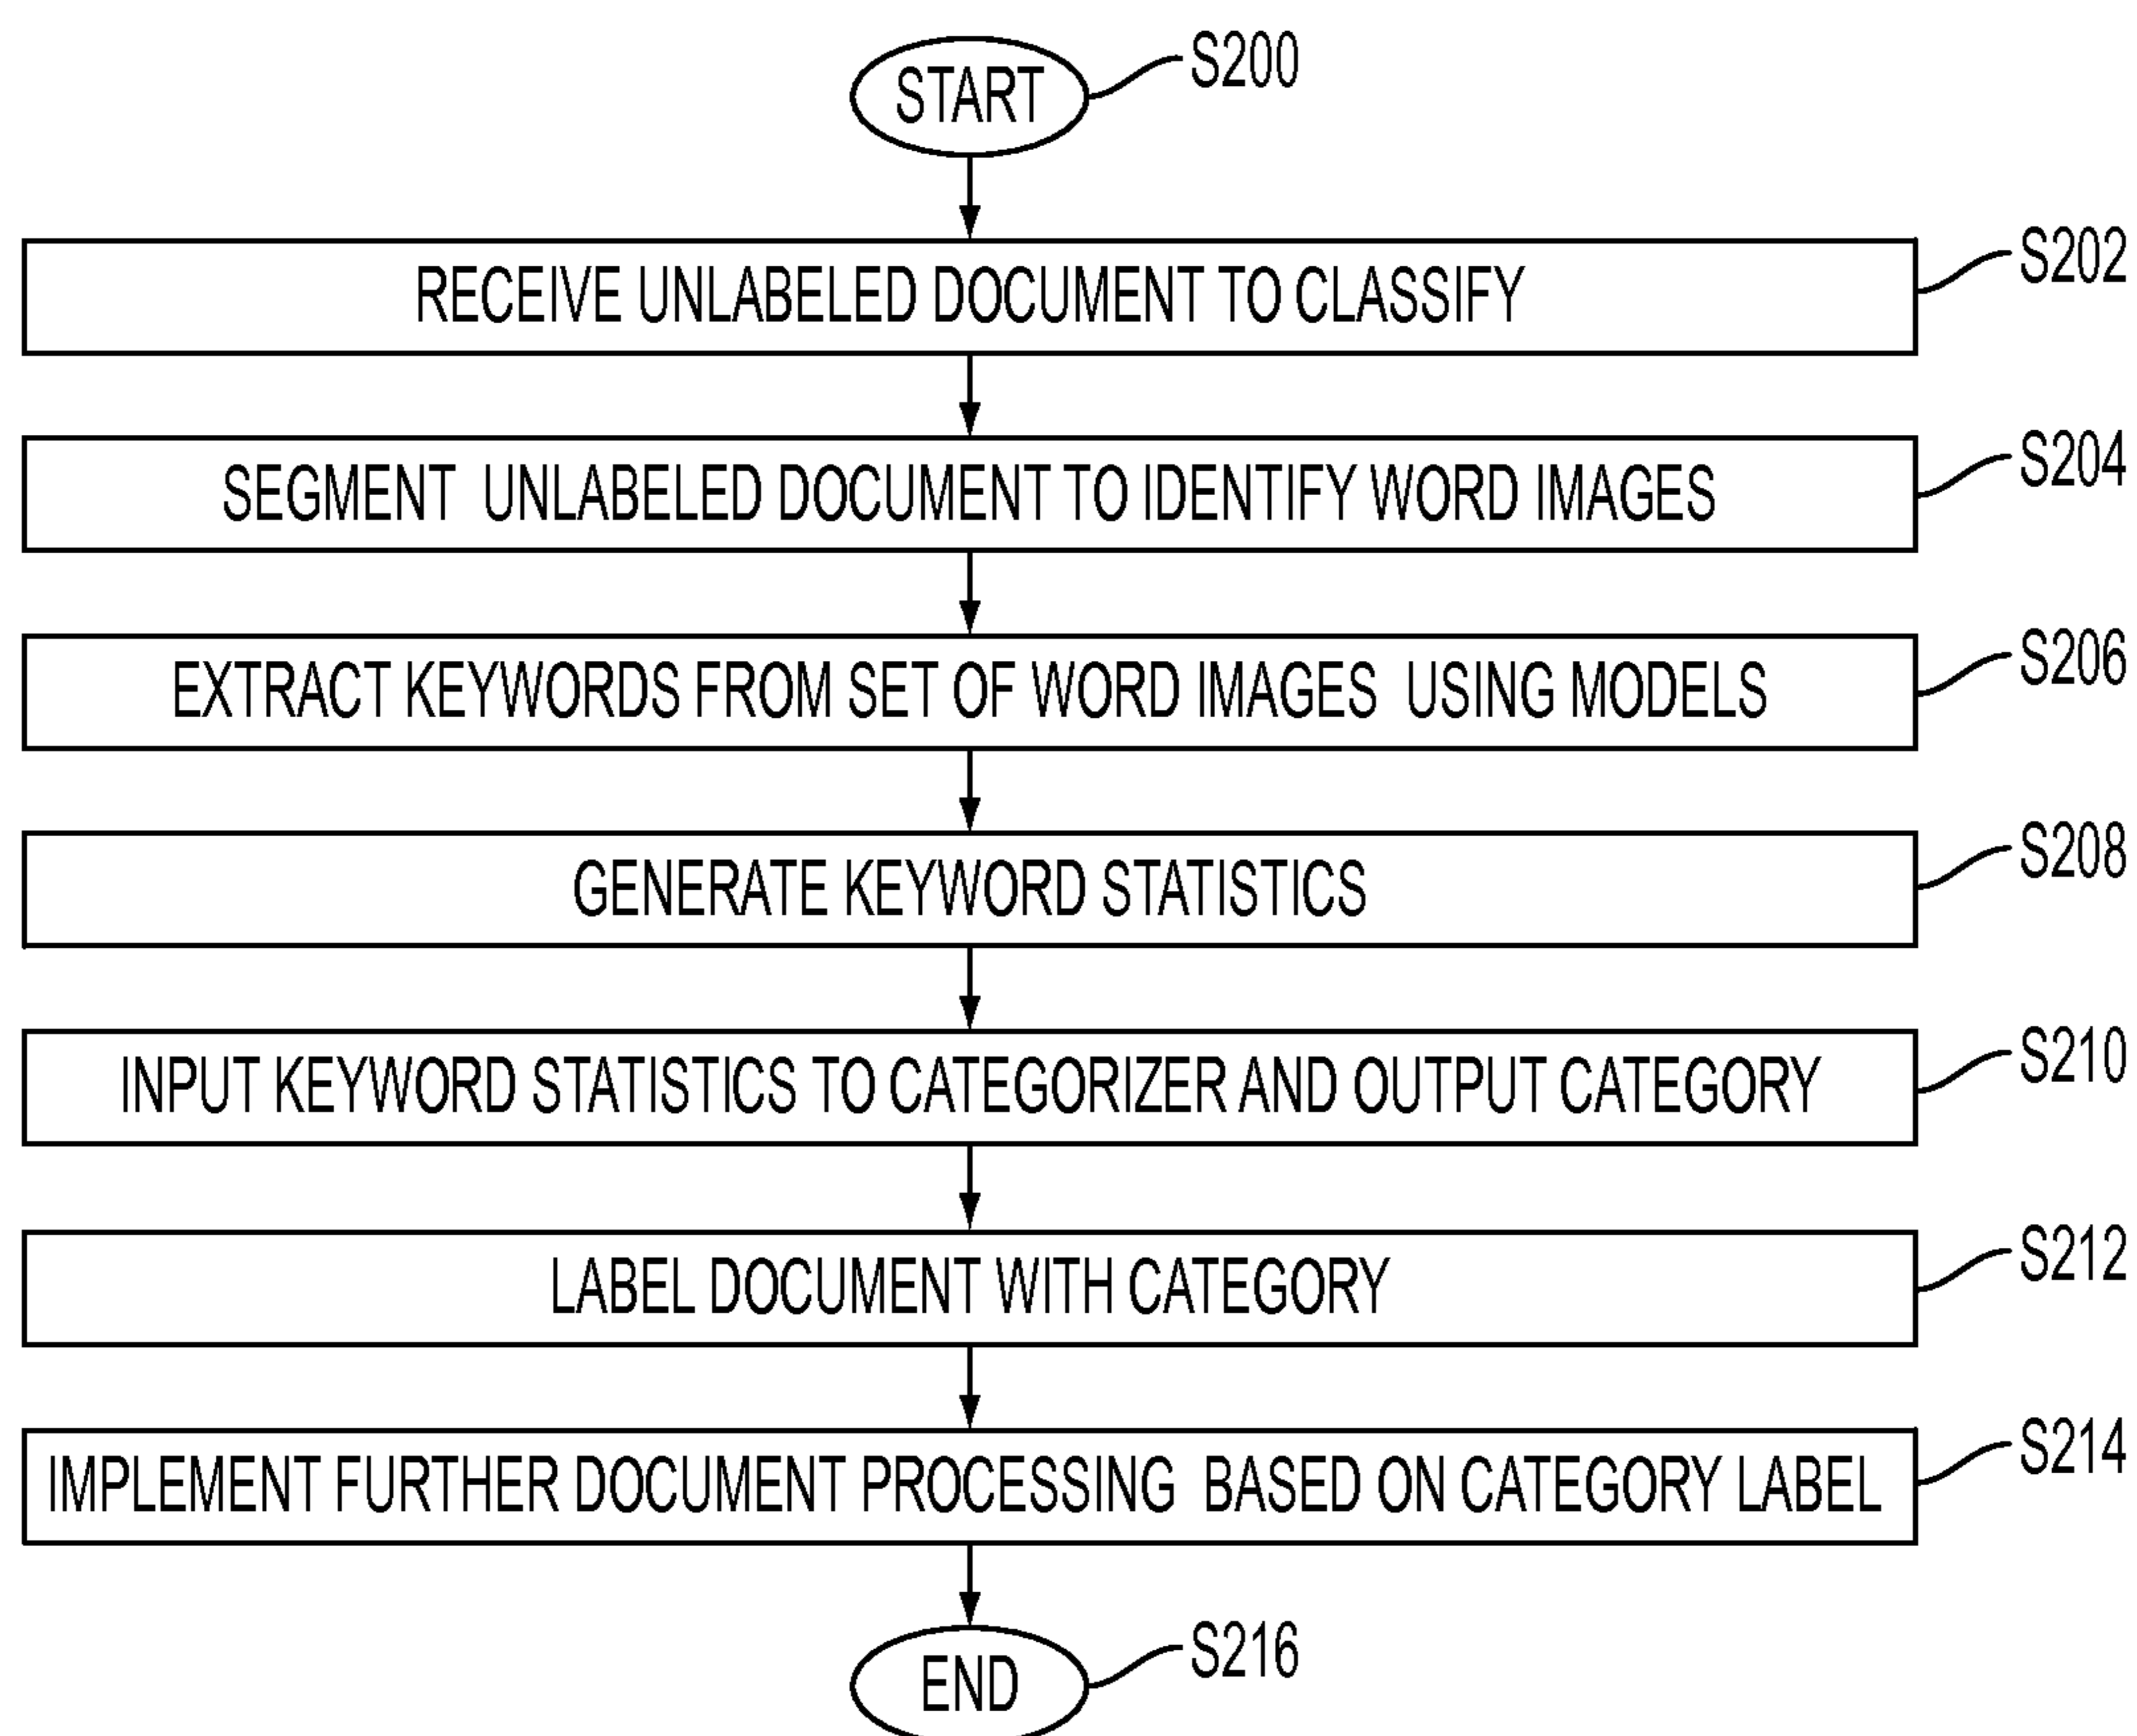 START
S200
RECEIVE UNLABELED DOCUMENT TO CLASSIFY
S202
SEGMENT UNLABELED DOCUMENT TO IDENTIFY WORD IMAGES
S204
EXTRACT KEYWORDS FROM SET OF WORD IMAGES USING MODELS
S206
GENERATE KEYWORD STATISTICS
S208
INPUT KEYWORD STATISTICS TO CATEGORIZER AND OUTPUT CATEGORY
S210
LABEL DOCUMENT WITH CATEGORY
S212
IMPLEMENT FURTHER DOCUMENT PROCESSING BASED ON CATEGORY LABEL
S214
END
S216